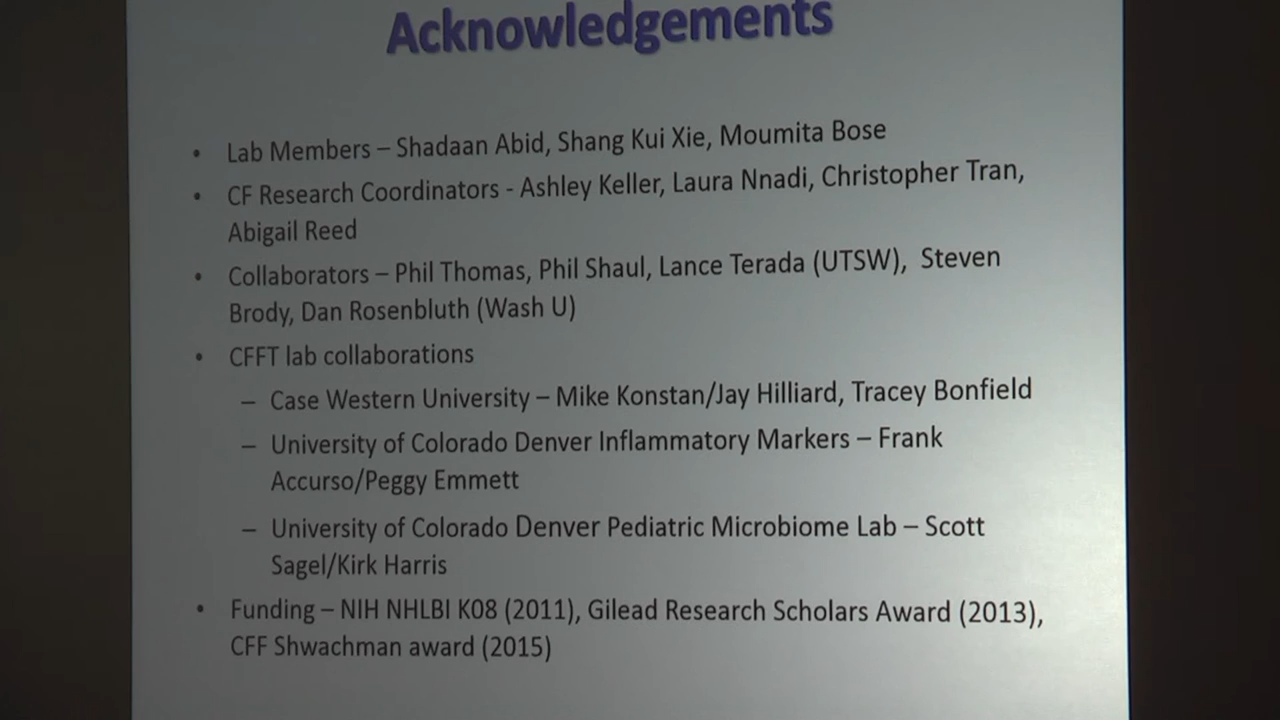 Acknowledgements
• Lab Members – Shadaan Abid, Shang Kui Xie, Moumita Bose
• CF Research Coordinators - Ashley Keller, Laura Nnadi, Christopher Tran,
Abigail Reed
• Collaborators – Phil Thomas, Phil Shaul, Lance Terada (UTSW), Steven
Brody, Dan Rosenbluth (Wash U)
• CFFT lab collaborations
– Case Western University – Mike Konstan/Jay Hilliard, Tracey Bonfield
– University of Colorado Denver Inflammatory Markers – Frank
Accurso/Peggy Emmett
– University of Colorado Denver Pediatric Microbiome Lab – Scott
Sagel/Kirk Harris
• Funding – NIH NHLBI K08 (2011), Gilead Research Scholars Award (2013),
CFF Shwachman award (2015)